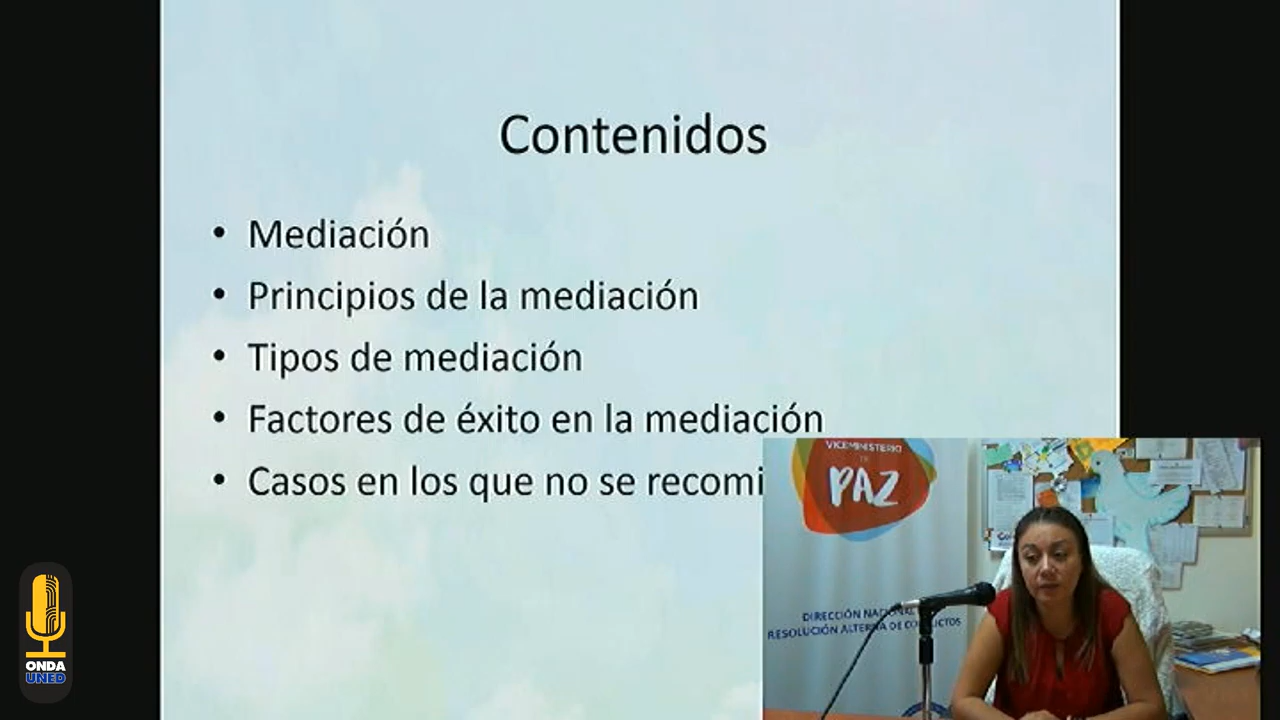 Contenidos
• Mediación
• Principios de la mediación
• Tipos de mediación
• Factores de éxito en la mediación
• Casos en los que no se recomi
VICEMINISTERIO
DE
PAZ
DIRECCIÓN NACIONAL
RESOLUCIÓN ALTERNA DE CONFLICTOS
ONDA
UNED